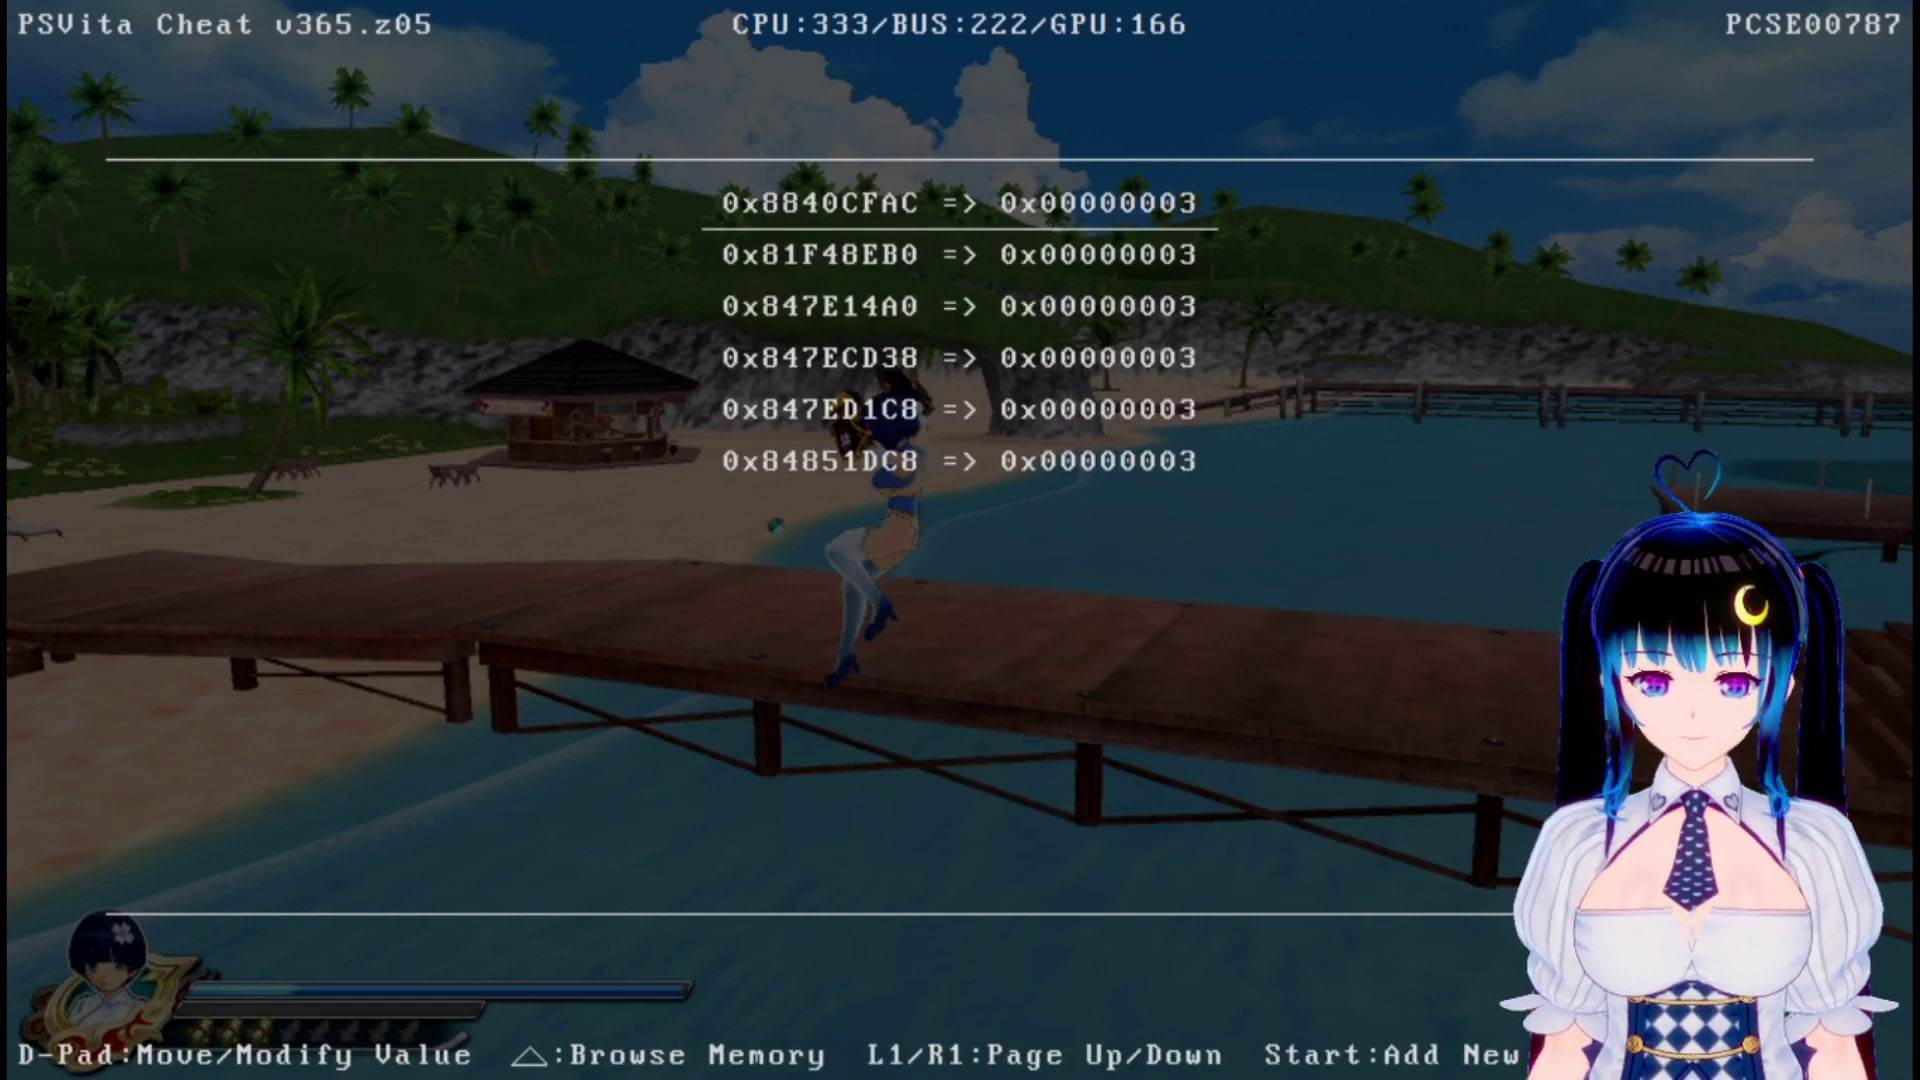 PSVita Cheat v365.z05
CPU:333/BUS:222/GPU:166
PCSE00787
0x8840CFAC => 0x00000003
0x81F48EB0 => 0x00000003
0x847E14A0 => 0x00000003
0x847ECD38 => 0x00000003
0x847ED1C8 => 0x00000003
0x84851DC8 => 0x00000003
D-Pad:Move/Modify Value △:Browse Memory L1/R1:Page Up/Down Start:Add New